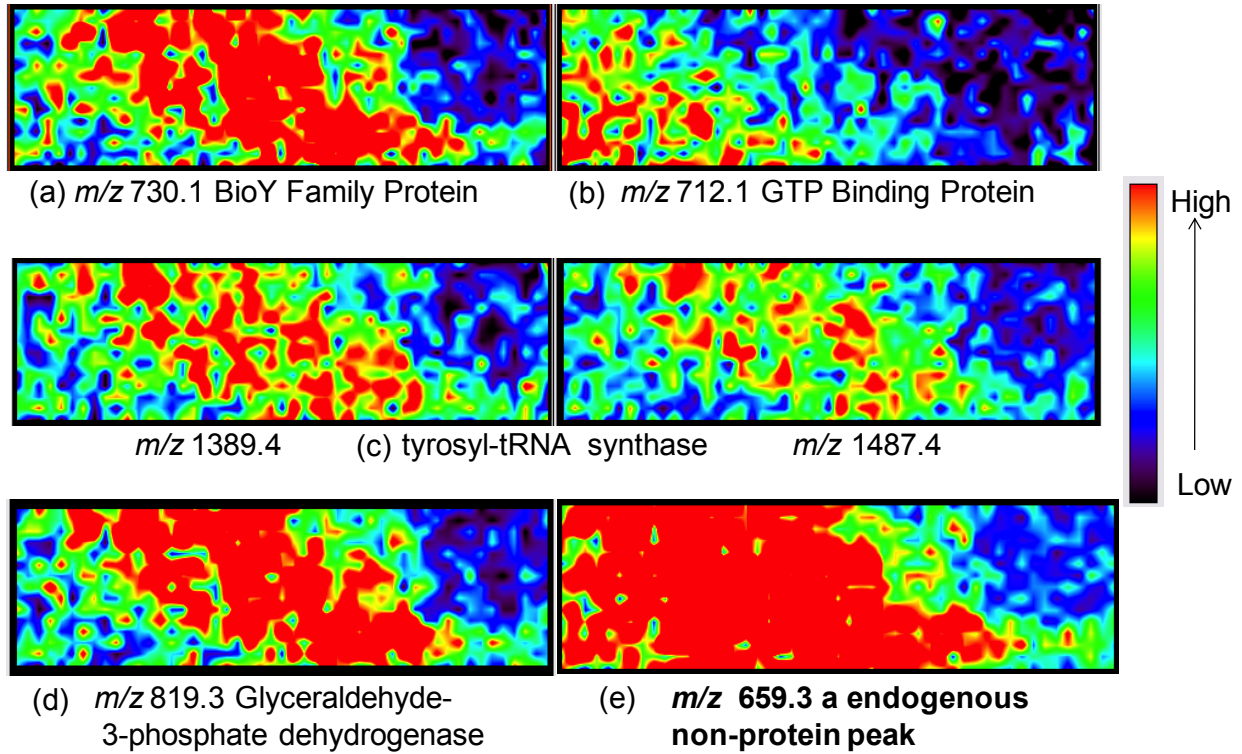 (a) m/z 730.1 BioY Family Protein
(b) m/z 712.1 GTP Binding Protein
High
m/z 1389.4 (c) tyrosyl-tRNA synthase m/z 1487.4
Low
(d) m/z 819.3 Glyceraldehyde-
3-phosphate dehydrogenase
(e) m/z 659.3 a endogenous
non-protein peak